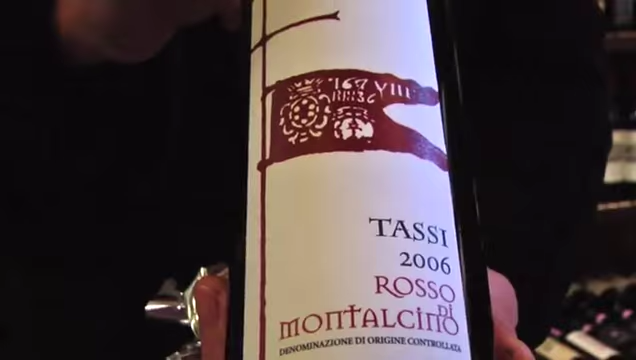 TASSI
2006
ROSSO
DI
MONTALCINO
DENOMINAZIONE DI ORIGINE CONTROLLATA